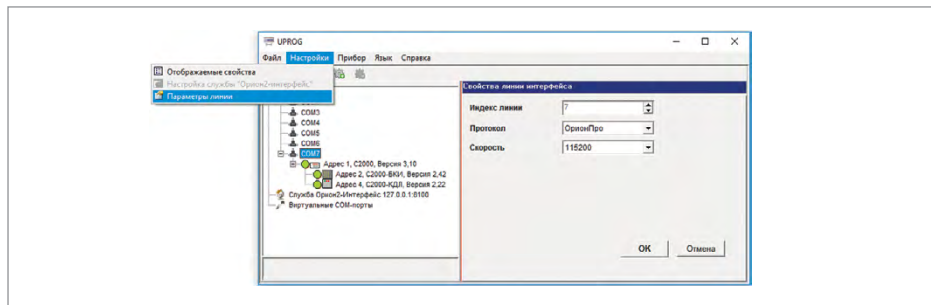 UPROG
Файл Настройки Прибор Язык Справка
Отображаемые свойства
Настройка службы "Орион2-интерфейс"
Параметры линии
COM3
COM4
COM5
COM6
COM7
Адрес 1, С2000, Версия 3,10
Адрес 2, С2000-БКИ, Версия 2,42
Адрес 4, С2000-КДЛ, Версия 2,22
Служба Орион2-Интерфейс 127.0.0.1:8100
Виртуальные COM-порты
Свойства линии интерфейса
Индекс линии 7
Протокол ОрионПро
Скорость 115200
OK Отмена